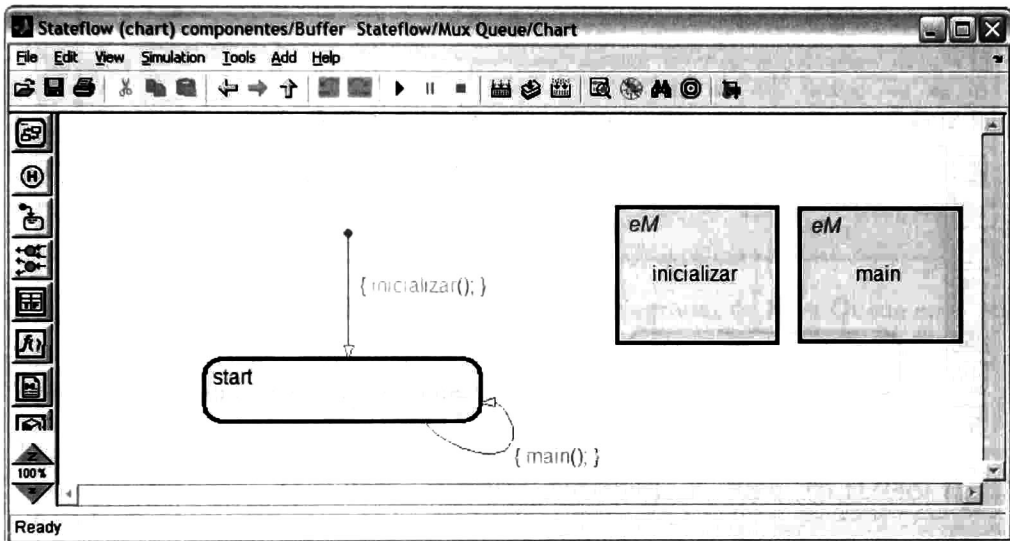 Stateflow (chart) componentes/Buffer Stateflow/Mux Queue/Chart
File Edit View Simulation Tools Add Help
eM
inicializar
eM
main
{ inicializar(); }
start
{ main(); }
100%
Ready